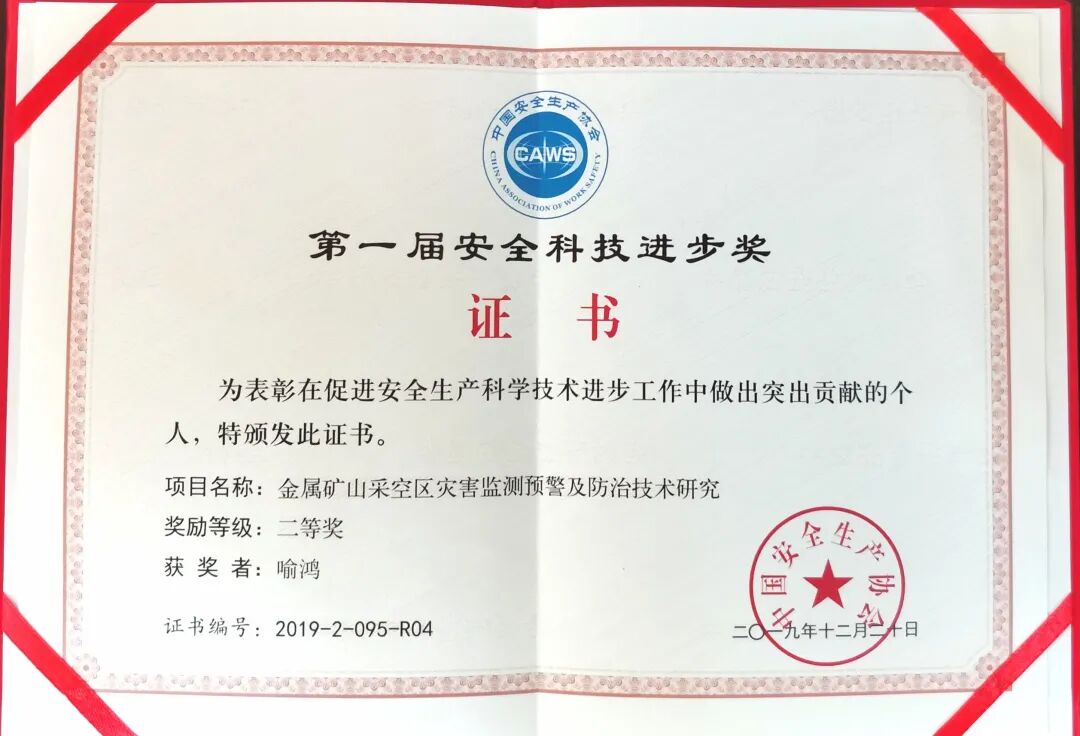 中国安全生产协会
CAWS
CHINA ASSOCIATION OF WORK SAFETY
第一届安全科技进步奖
证 书
为表彰在促进安全生产科学技术进步工作中做出突出贡献的个
人，特颁发此证书。
项目名称：金属矿山采空区灾害监测预警及防治技术研究
奖励等级：二等奖
获 奖 者：喻鸿
中国安全生产协会
证书编号：2019-2-095-R04
二〇一九年十二月二十日